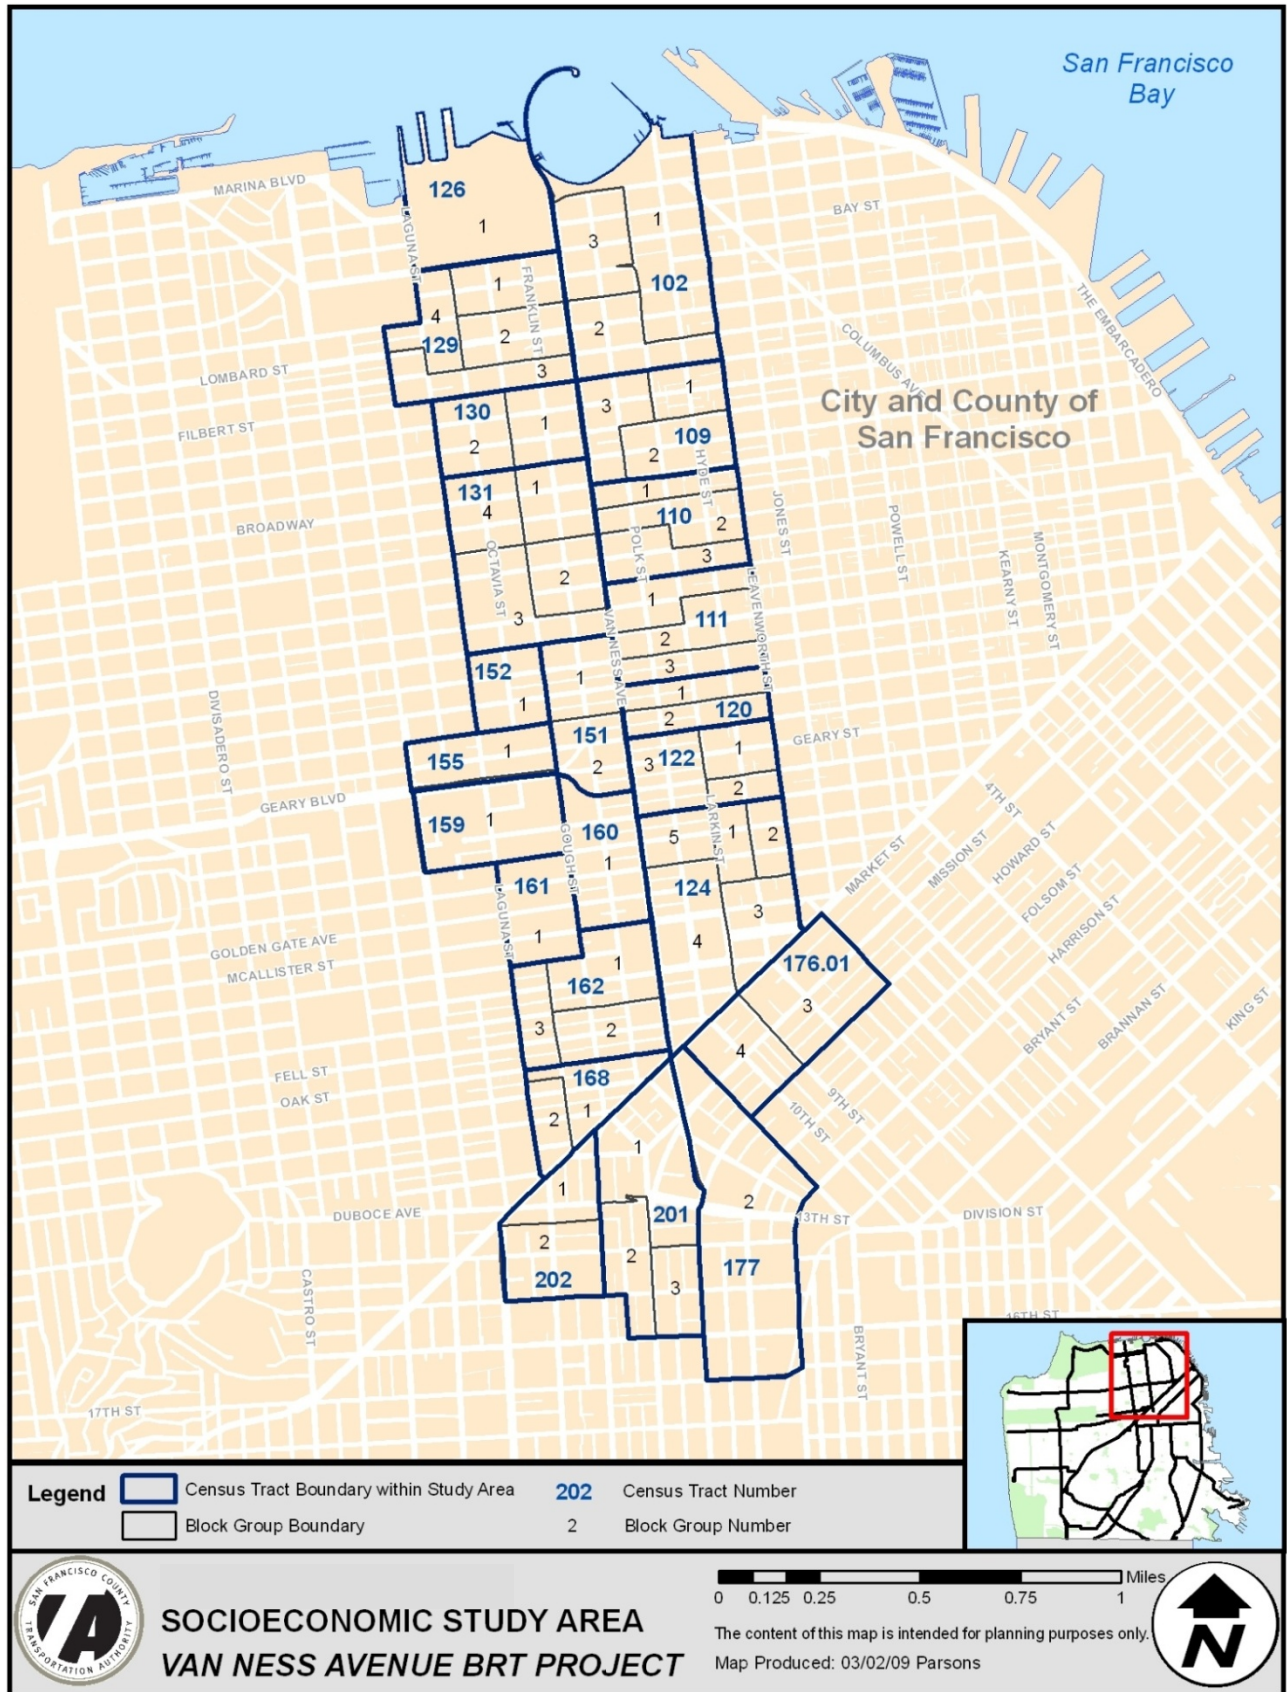 San Francisco
Bay
MARINA BLVD
126
BAY ST
LAGUNA ST
1
1
3
102
FRANKLIN ST
1
THE EMBARCADERO
4
129
2
2
COLUMBUS AVE
LOMBARD ST
3
City and County of
San Francisco
130
1
3
1
FILBERT ST
2
109
2
HYDE ST
131
1
1
4
110
2
BROADWAY
JONES ST
POWELL ST
KEARNY ST
MONTGOMERY ST
OCTAVIA ST
POLK ST
3
2
1
LEAVENWORTH ST
3
111
VAN NESS AVE
2
3
152
1
1
1
120
2
DIVISADERO ST
151
GEARY ST
155
1
2
3
122
1
2
GEARY BLVD
4TH ST
159
1
GOUGH ST
160
1
LARKIN ST
5
1
2
MARKET ST
MISSION ST
HOWARD ST
FOLSOM ST
HARRISON ST
161
124
LAGUNA ST
1
3
4
GOLDEN GATE AVE
MCALLISTER ST
1
176.01
162
3
3
2
4
BRYANT ST
BRANNAN ST
KING ST
FELL ST
168
OAK ST
2
1
9TH ST
10TH ST
1
1
2
DUBOCE AVE
201
13TH ST
DIVISION ST
2
2
202
3
177
CASTRO ST
16TH ST
BRYANT ST
17TH ST
Legend
Census Tract Boundary within Study Area
202
Census Tract Number
Block Group Boundary
2
Block Group Number
SAN FRANCISCO COUNTY
TRANSPORTATION AUTHORITY
SOCIOECONOMIC STUDY AREA
VAN NESS AVENUE BRT PROJECT
Miles
0 0.125 0.25 0.5 0.75 1
The content of this map is intended for planning purposes only.
Map Produced: 03/02/09 Parsons
N